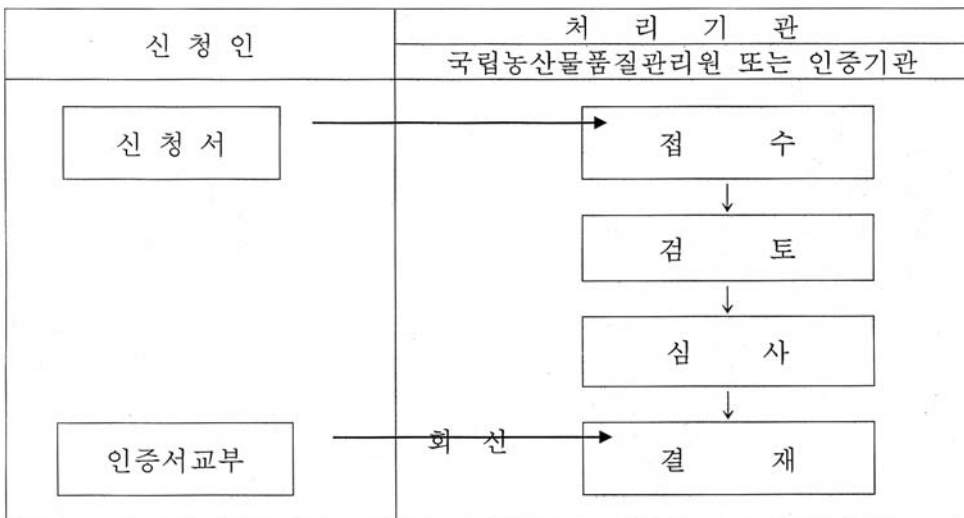 신 청 인
처 리 기 관
국립농산물품질관리원 또는 인증기관
신 청 서
접 수
검 토
심 사
인증서교부
회 신
결 재